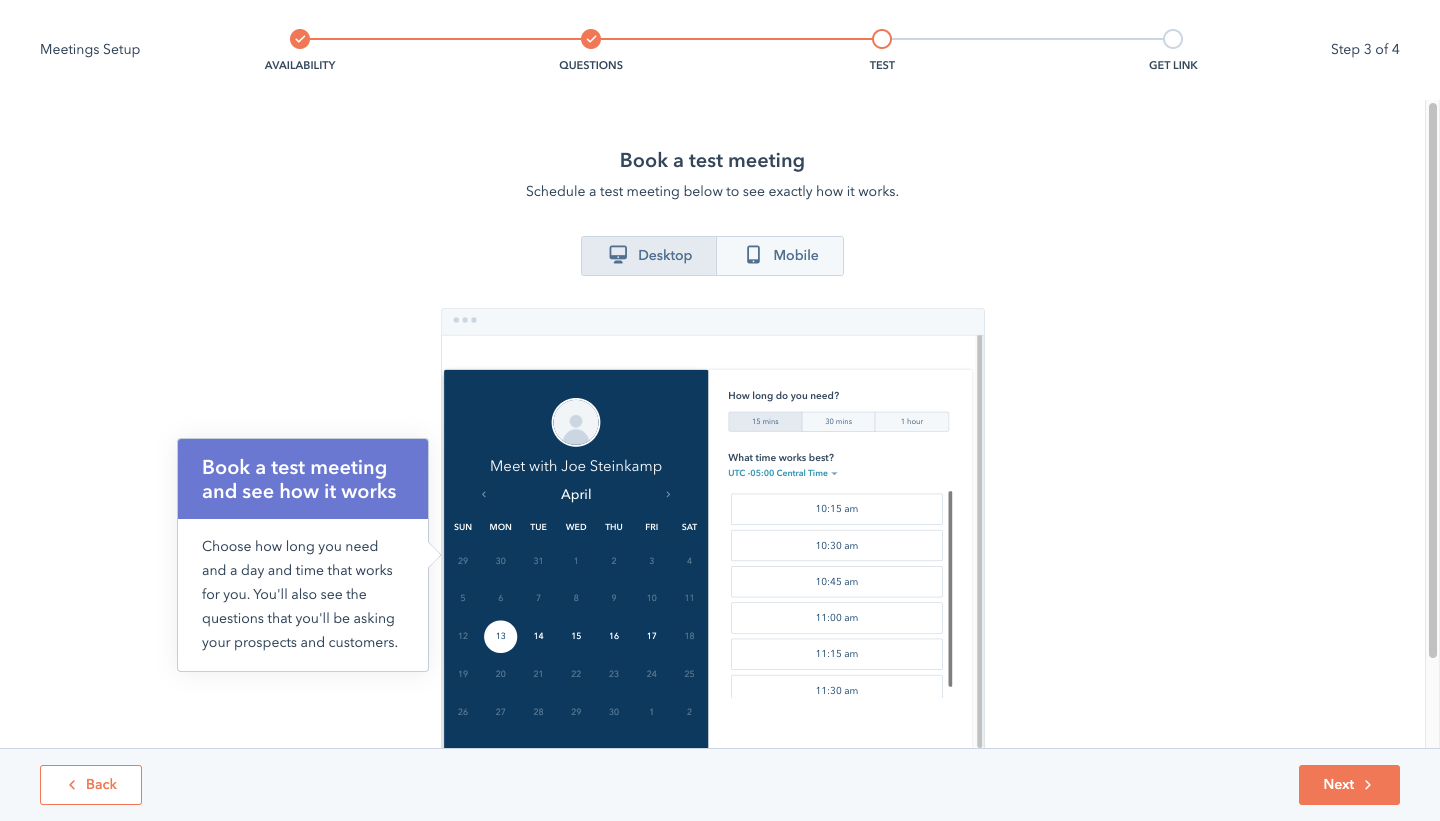 Meetings Setup
AVAILABILITY
QUESTIONS
TEST
GET LINK
Step 3 of 4
Book a test meeting
Schedule a test meeting below to see exactly how it works.
Desktop
Mobile
Book a test meeting
and see how it works
Choose how long you need
and a day and time that works
for you. You'll also see the
questions that you'll be asking
your prospects and customers.
Meet with Joe Steinkamp
April
SUN MON TUE WED THU FRI SAT
29 30 31 1 2 3 4
5 6 7 8 9 10 11
12 13 14 15 16 17 18
19 20 21 22 23 24 25
26 27 28 29 30 1 2
How long do you need?
15 mins 30 mins 1 hour
What time works best?
UTC -05:00 Central Time
10:15 am
10:30 am
10:45 am
11:00 am
11:15 am
11:30 am
Back
Next